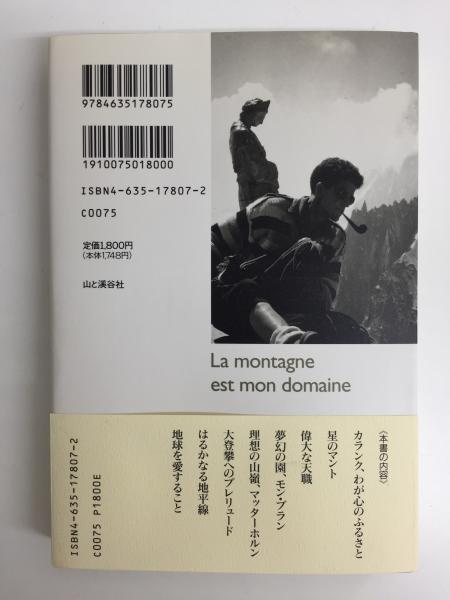 9784635178075
1910075018000
ISBN4-635-17807-2
C0075
定価1,800円
(本体1,748円)
山と溪谷社
La montagne
est mon domaine
〈本書の内容〉
カランク、わが心のふるさと
星のマント
偉大な天職
夢幻の園、モン・ブラン
理想の山嶺、マッターホルン
大登攀へのプレリュード
はるかなる地平線
地球を愛すること
ISBN4-635-17807-2
C0075 P1800E